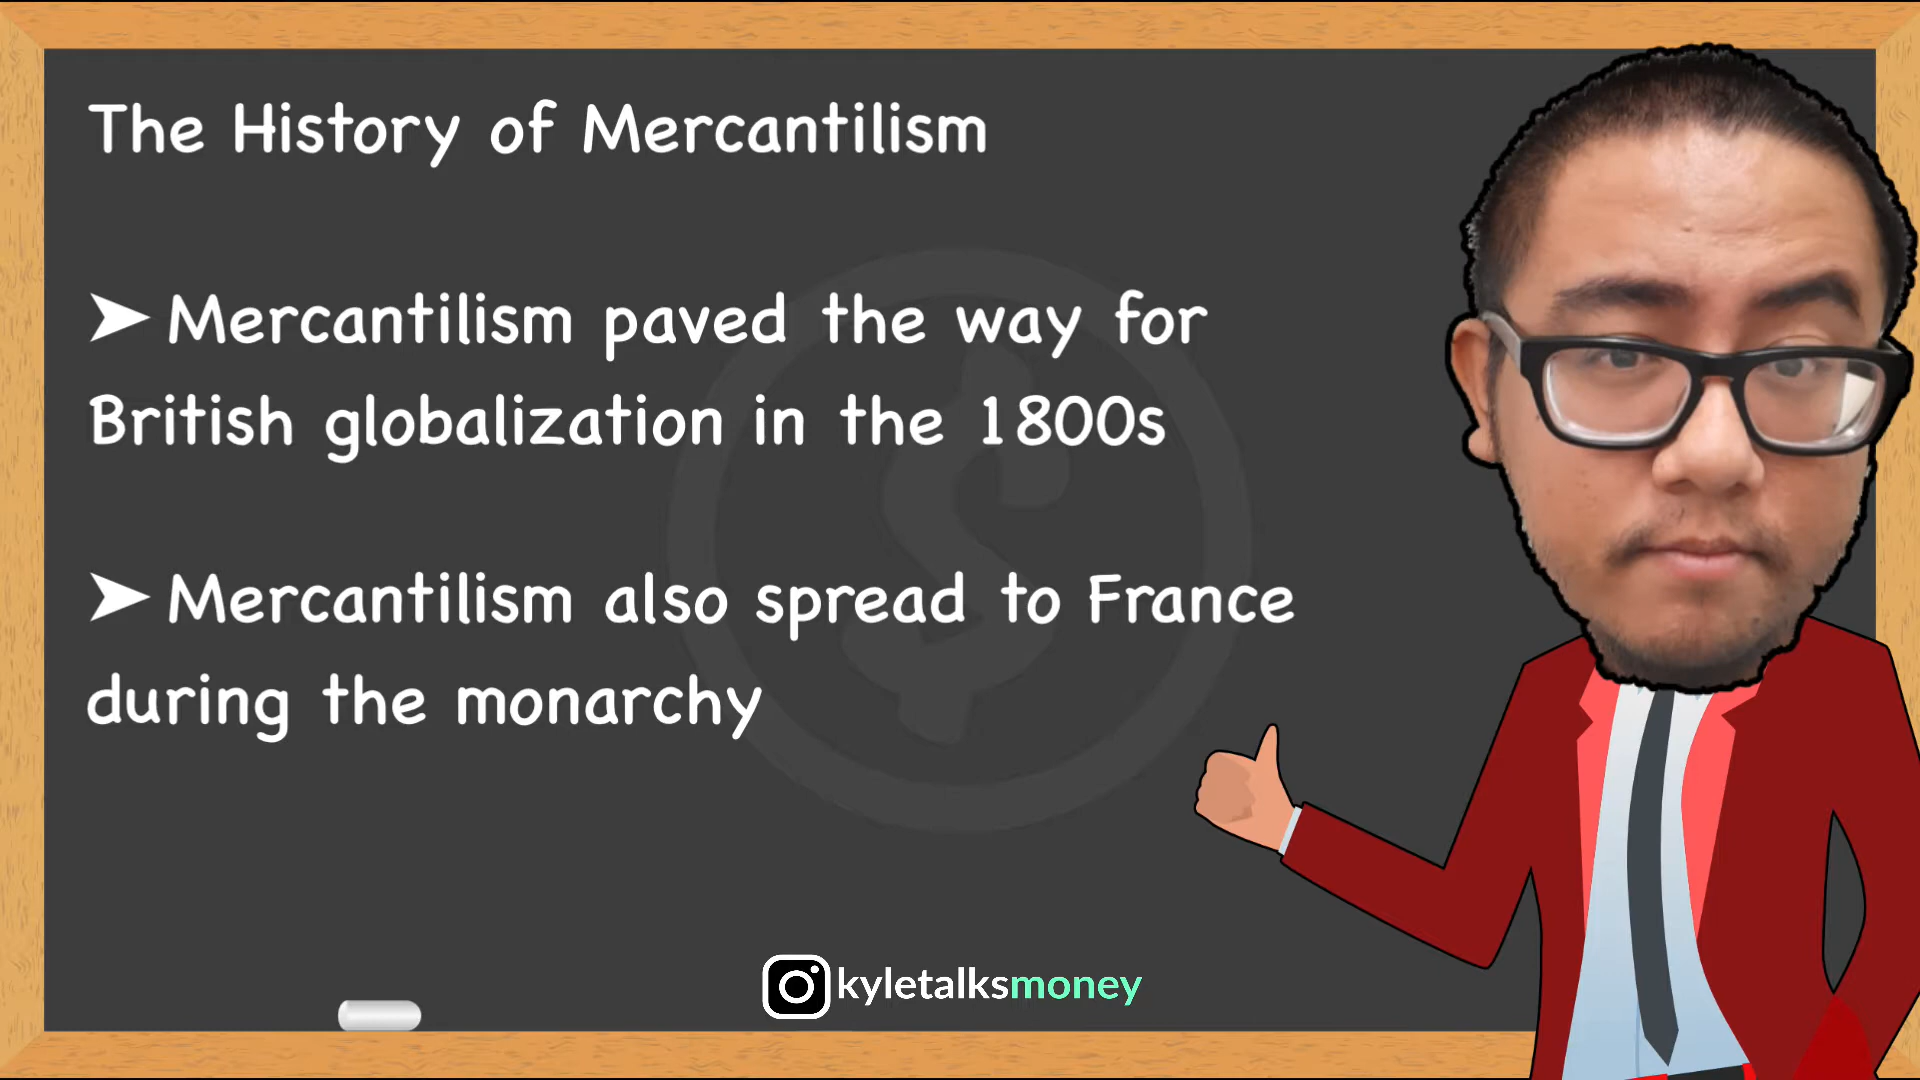 The History of Mercantilism
➤ Mercantilism paved the way for
British globalization in the 1800s
➤ Mercantilism also spread to France
during the monarchy
kyletalksmoney